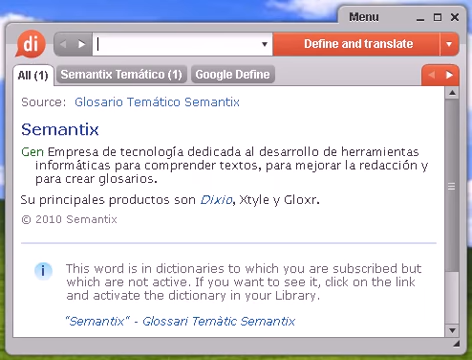 Menu
di
Define and translate
All (1) Semantix Temático (1) Google Define
Source: Glosario Temático Semantix
Semantix
Gen Empresa de tecnología dedicada al desarrollo de herramientas
informáticas para comprender textos, para mejorar la redacción y
para crear glosarios.
Su principales productos son Dixio, Xtyle y Gloxr.
© 2010 Semantix
i
This word is in dictionaries to which you are subscribed but
which are not active. If you want to see it, click on the link
and activate the dictionary in your Library.
"Semantix" - Glossari Temàtic Semantix